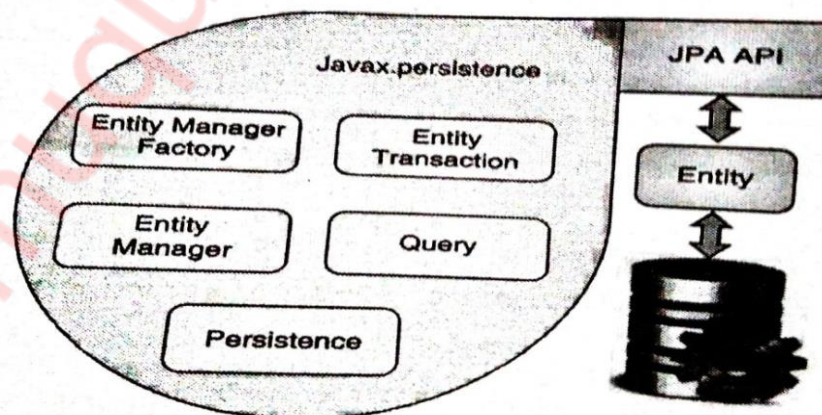 Javax.persistence
JPA API
Entity Manager
Factory
Entity
Transaction
Entity
Entity
Manager
Query
Persistence